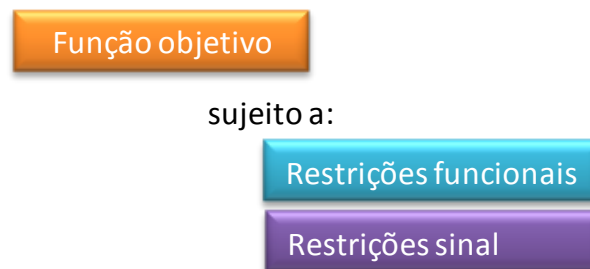 Função objetivo
sujeito a:
Restrições funcionais
Restrições sinal